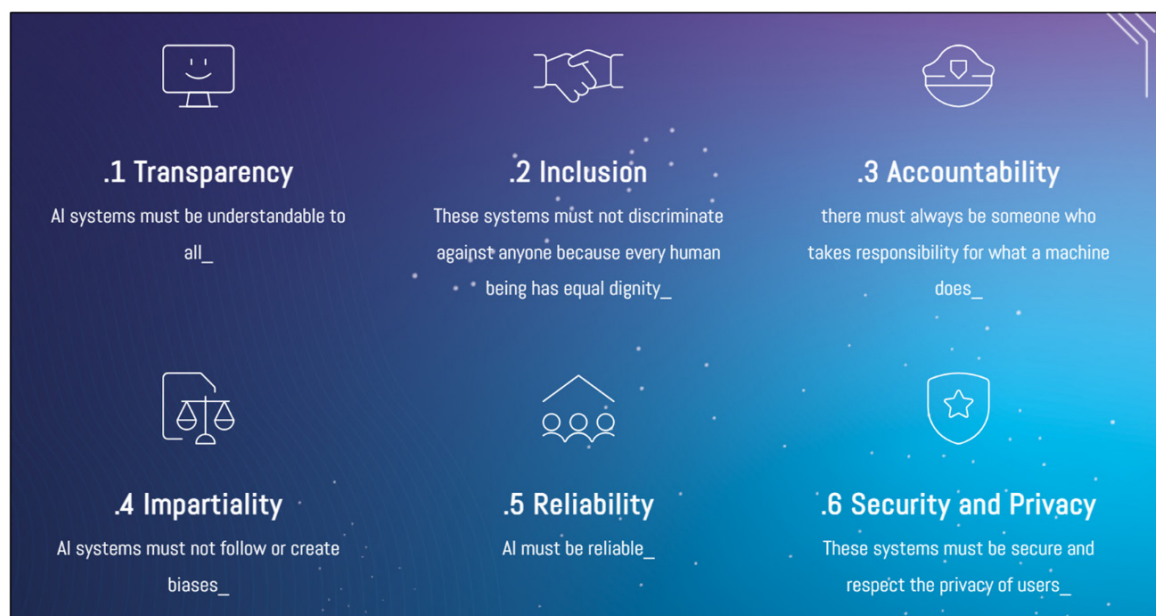 .1 Transparency
AI systems must be understandable to
all_
.2 Inclusion
These systems must not discriminate
against anyone because every human
being has equal dignity_
.3 Accountability
there must always be someone who
takes responsibility for what a machine
does_
.4 Impartiality
AI systems must not follow or create
biases_
.5 Reliability
AI must be reliable_
.6 Security and Privacy
These systems must be secure and
respect the privacy of users_